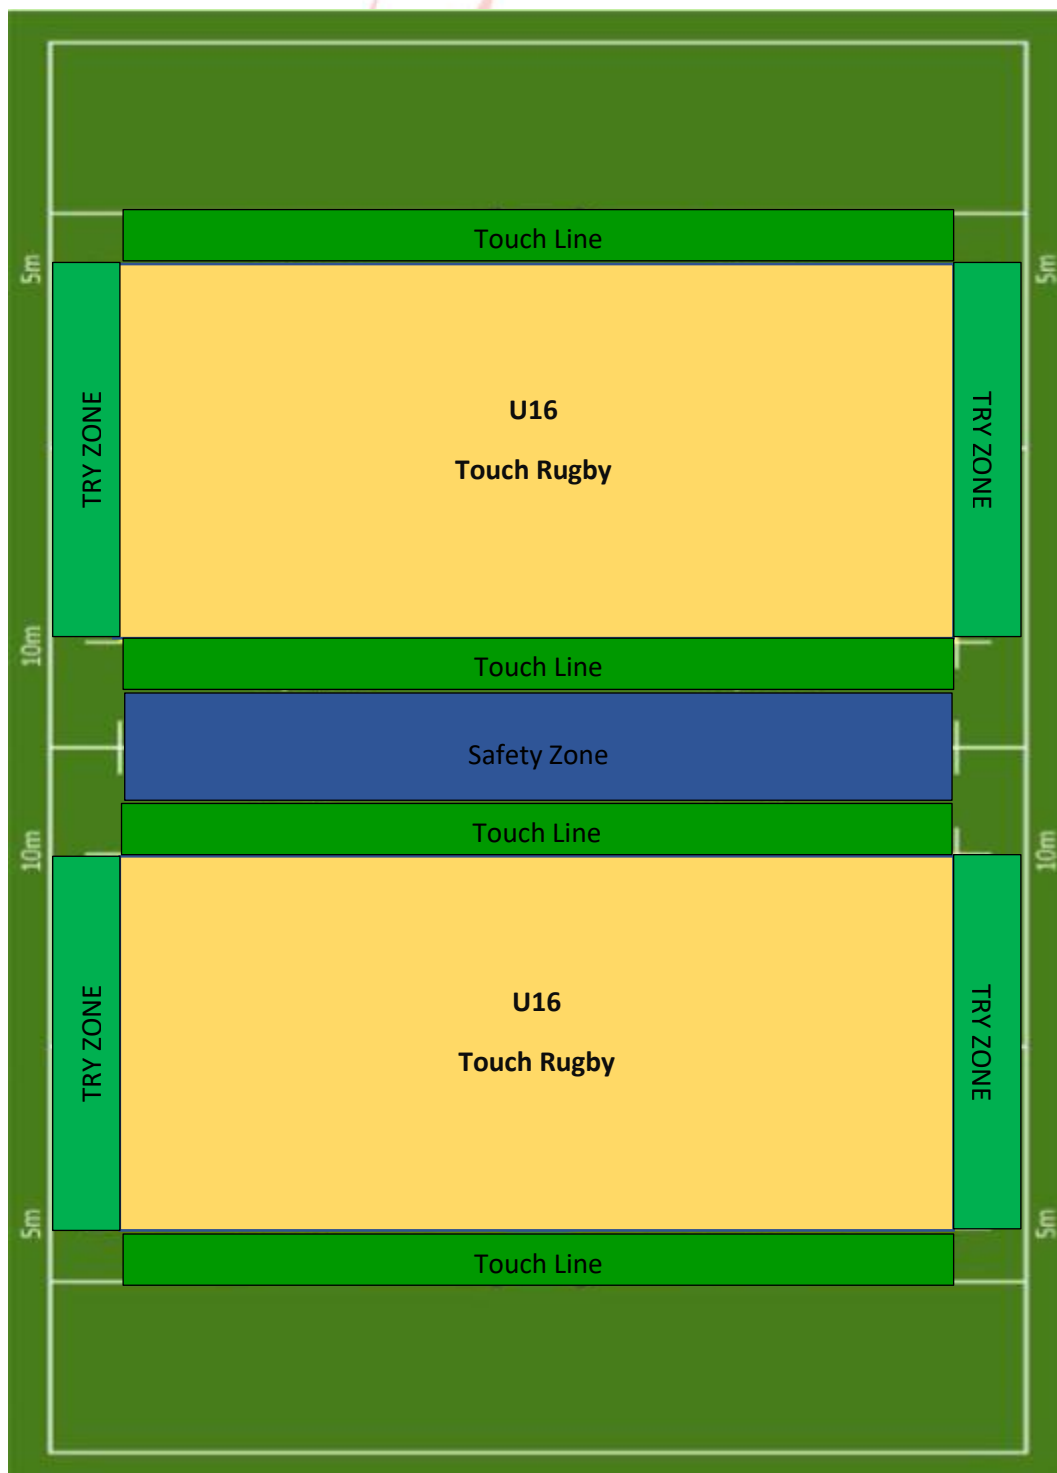 Touch Line
5m
5m
TRY ZONE
U16
Touch Rugby
TRY ZONE
10m
Touch Line
Safety Zone
Touch Line
10m
10m
TRY ZONE
U16
Touch Rugby
TRY ZONE
5m
5m
Touch Line